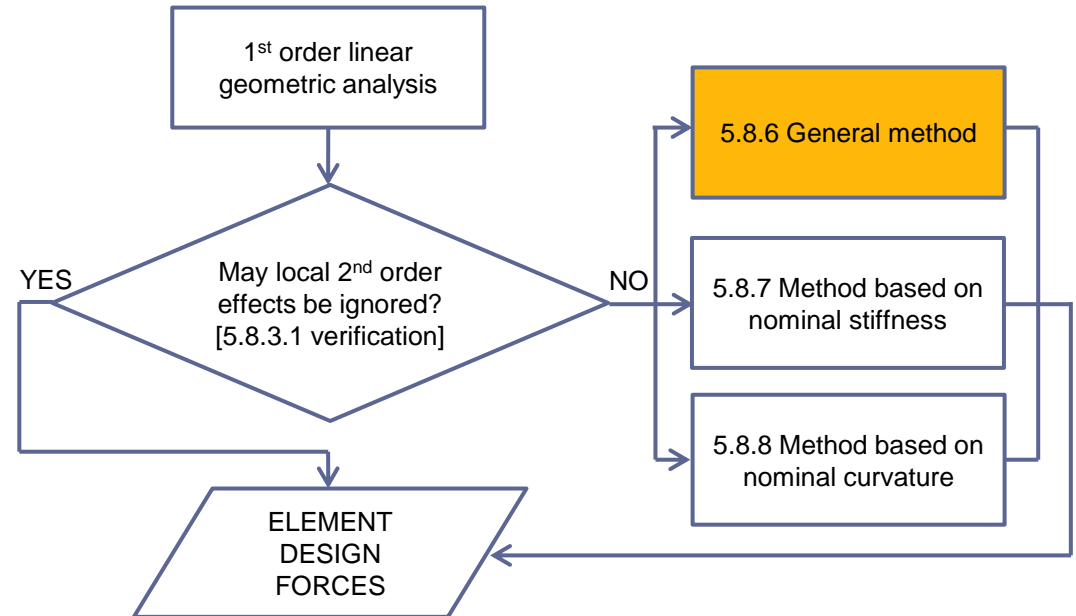 1st order linear
geometric analysis
May local 2nd order
effects be ignored?
[5.8.3.1 verification]
YES
NO
5.8.6 General method
5.8.7 Method based on
nominal stiffness
5.8.8 Method based on
nominal curvature
ELEMENT
DESIGN
FORCES